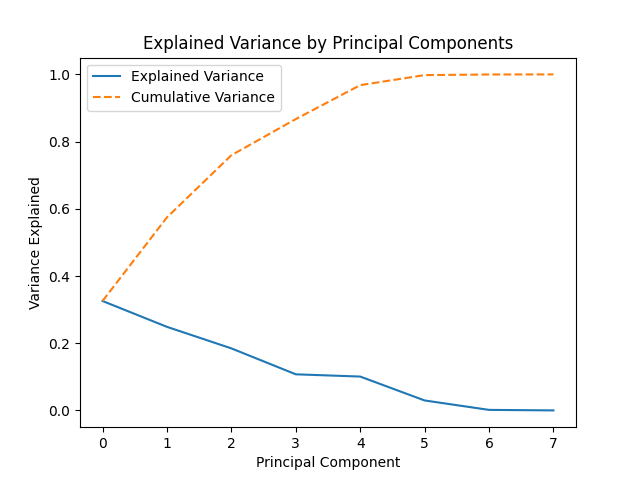 Explained Variance by Principal Components
Explained Variance
Cumulative Variance
Variance Explained
1.0
0.8
0.6
0.4
0.2
0.0
0 1 2 3 4 5 6 7
Principal Component